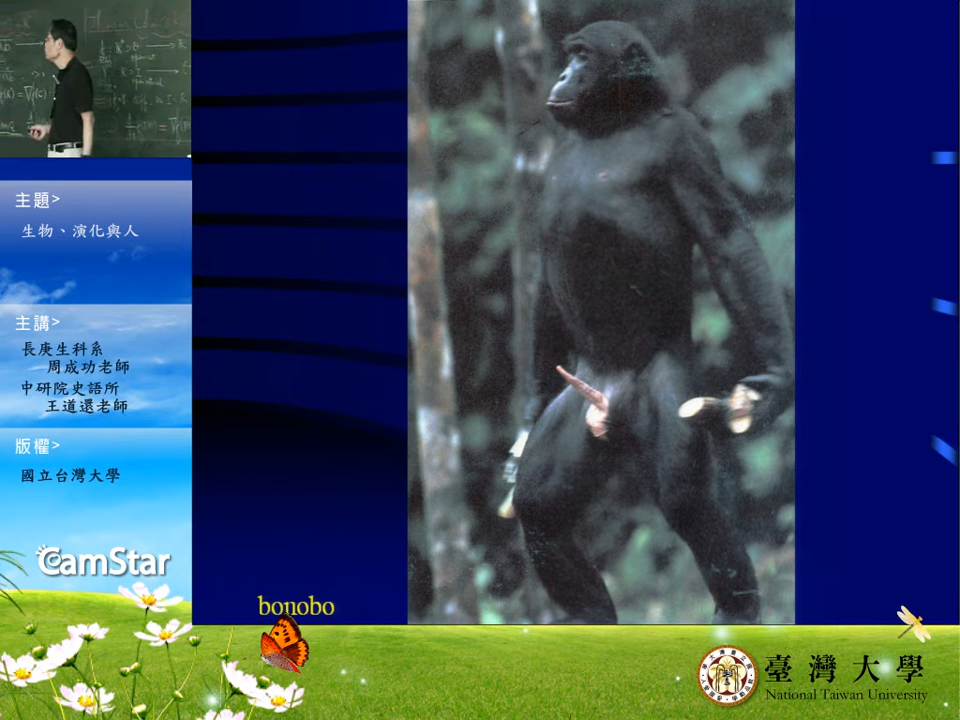 主題>
生物、演化與人
主講>
長庚生科系
周成功老師
中研院史語所
王道還老師
版權>
國立台灣大學
CamStar
bonobo
臺灣大學
National Taiwan University